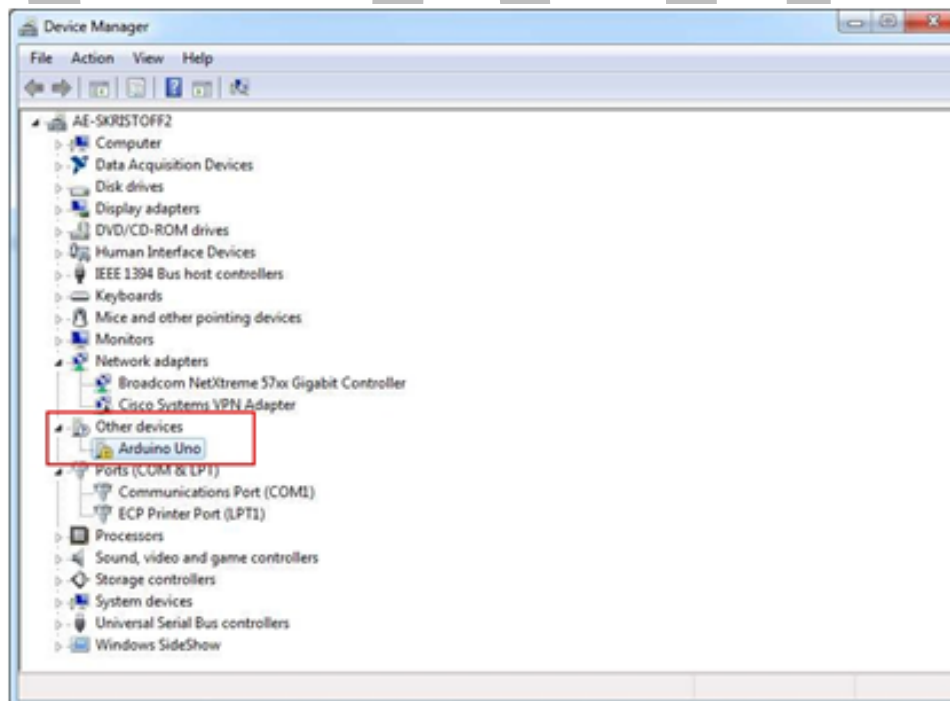 Device Manager
File Action View Help
AE-SKRISTOFF2
Computer
Data Acquisition Devices
Disk drives
Display adapters
DVD/CD-ROM drives
Human Interface Devices
IEEE 1394 Bus host controllers
Keyboards
Mice and other pointing devices
Monitors
Network adapters
Broadcom NetXtreme 57xx Gigabit Controller
Cisco Systems VPN Adapter
Other devices
Arduino Uno
Ports (COM & LPT)
Communications Port (COM1)
ECP Printer Port (LPT1)
Processors
Sound, video and game controllers
Storage controllers
System devices
Universal Serial Bus controllers
Windows SideShow